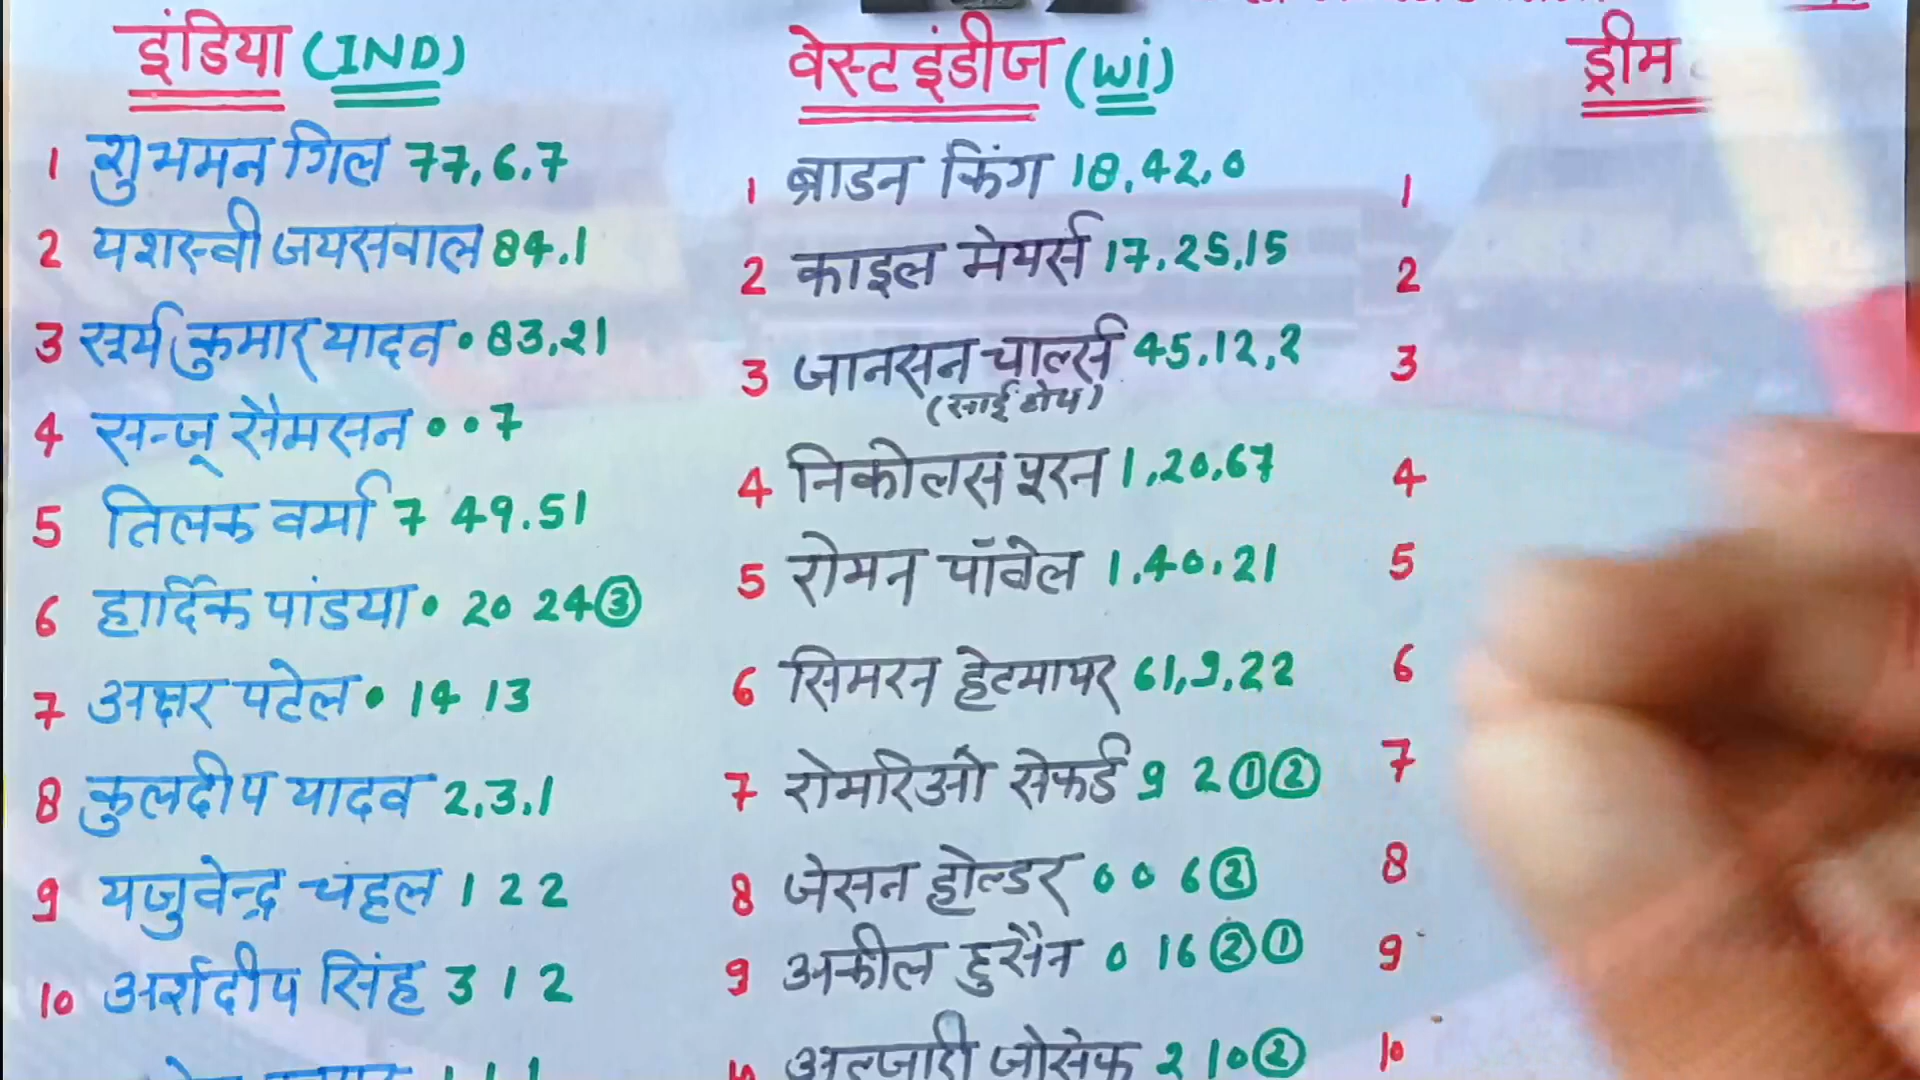 इंडिया (IND)
1 शुभमन गिल 77,6,7
2 यशस्वी जयसवाल 84.1
3 सूर्यकुमार यादव • 83,21
4 सन्जू सैमसन • • 7
5 तिलक वर्मा 7 49.51
6 हार्दिक पांडया • 20 24 ③
7 अक्षर पटेल • 14 13
8 कुलदीप यादव 2,3,1
9 यजुवेन्द्र चहल 1 2 2
10 अर्शदीप सिंह 3 1 2
वेस्टइंडीज (Wi)
1 ब्राडन किंग 18,42,0
2 काइल मेयर्स 17.25,15
3 जानसन चार्ल्स 45,12,2
(साई होप)
4 निकोलस पूरन 1,20,67
5 रोमन पॉवेल 1,40,21
6 सिमरन हेटमायर 61,9,22
7 रोमरिओ सेफर्ड 9 2 ① ②
8 जेसन होल्डर 0 0 6 ②
9 अकील हुसैन 0 16 ② ①
अल्जारी जोसेफ 2 10 ②
ड्रीम
1
2
3
4
5
6
7
8
9
10